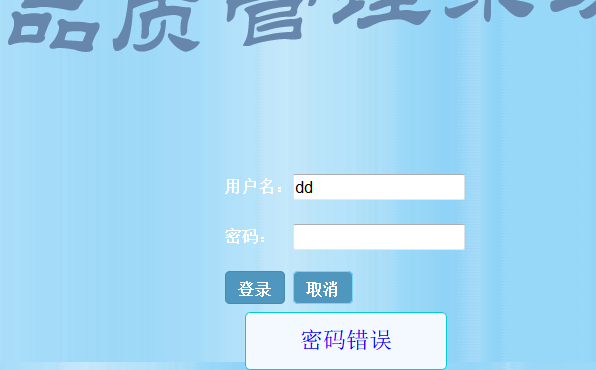 品质管理系统
用户名： dd
密码：
登录 取消
密码错误